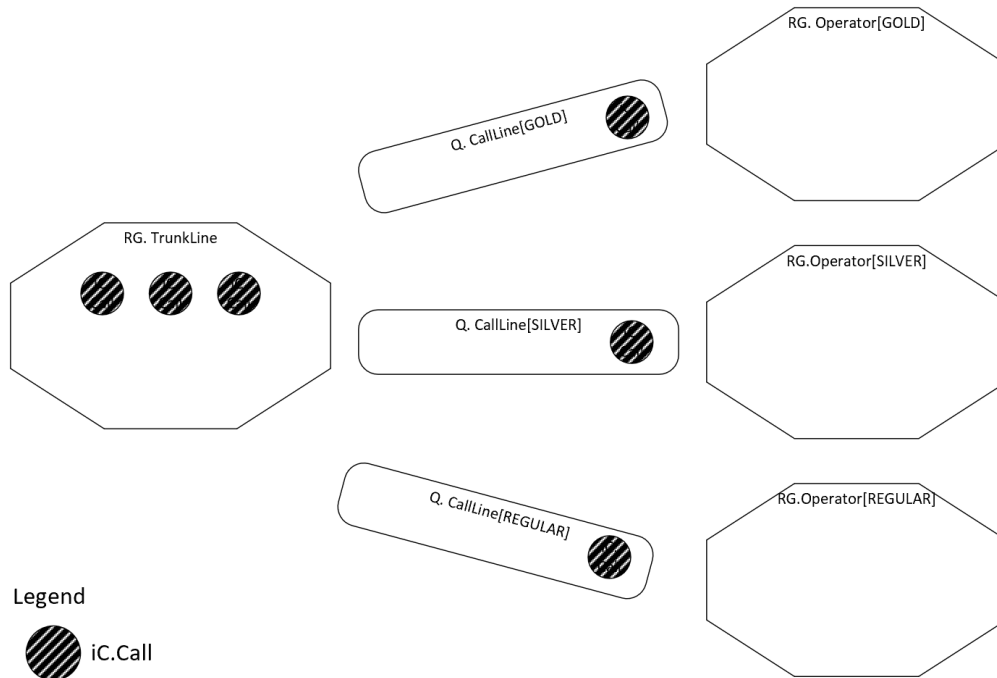 RG. Operator[GOLD]
Q. CallLine[GOLD]
RG. TrunkLine
RG.Operator[SILVER]
Q. CallLine[SILVER]
Q. CallLine[REGULAR]
RG.Operator[REGULAR]
Legend
iC.Call